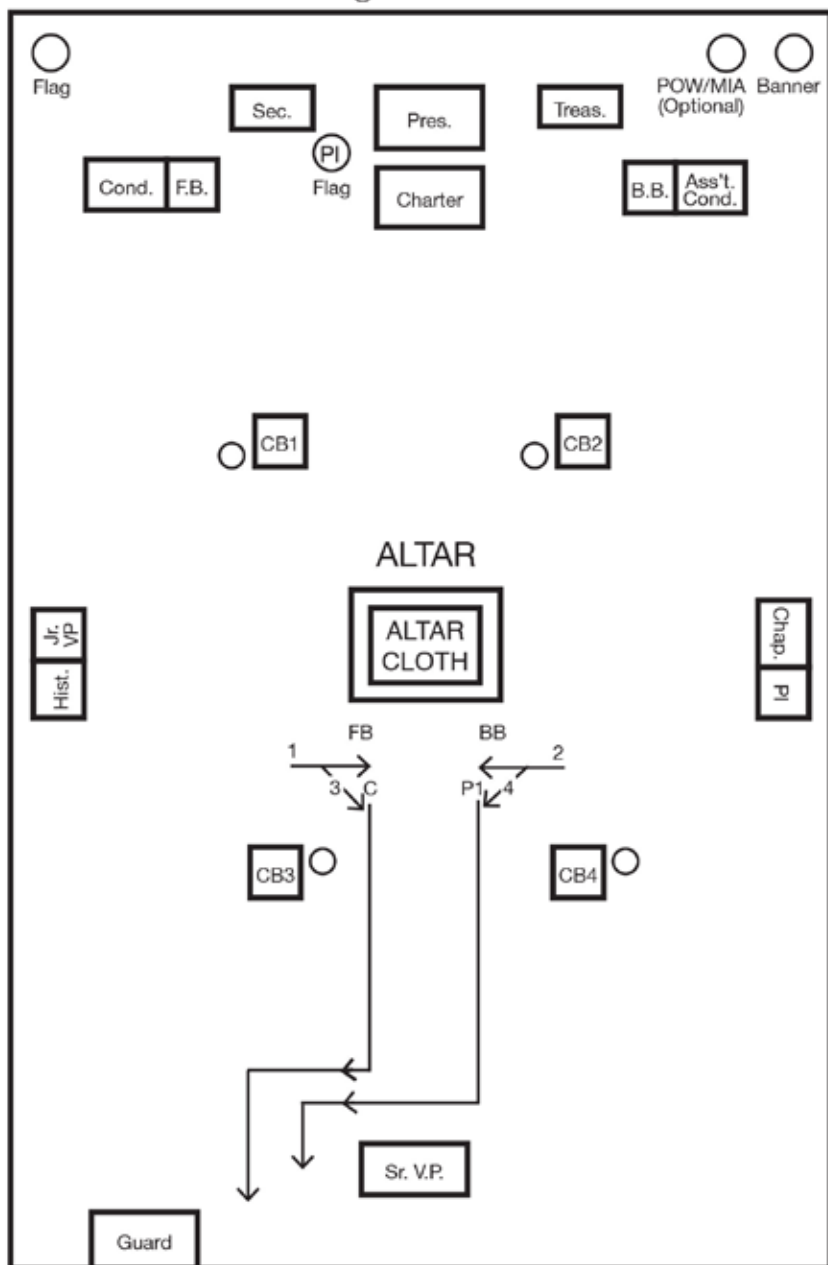 Flag
POW/MIA
(Optional)
Banner
Sec.
Pres.
Treas.
PI
Flag
Cond.
F.B.
Charter
B.B.
Ass't.
Cond.
CB1
CB2
ALTAR
ALTAR
CLOTH
Jr.
VP
Hist.
Chap.
PI
FB
BB
1
2
3
C
P1
4
CB3
CB4
Sr. V.P.
Guard